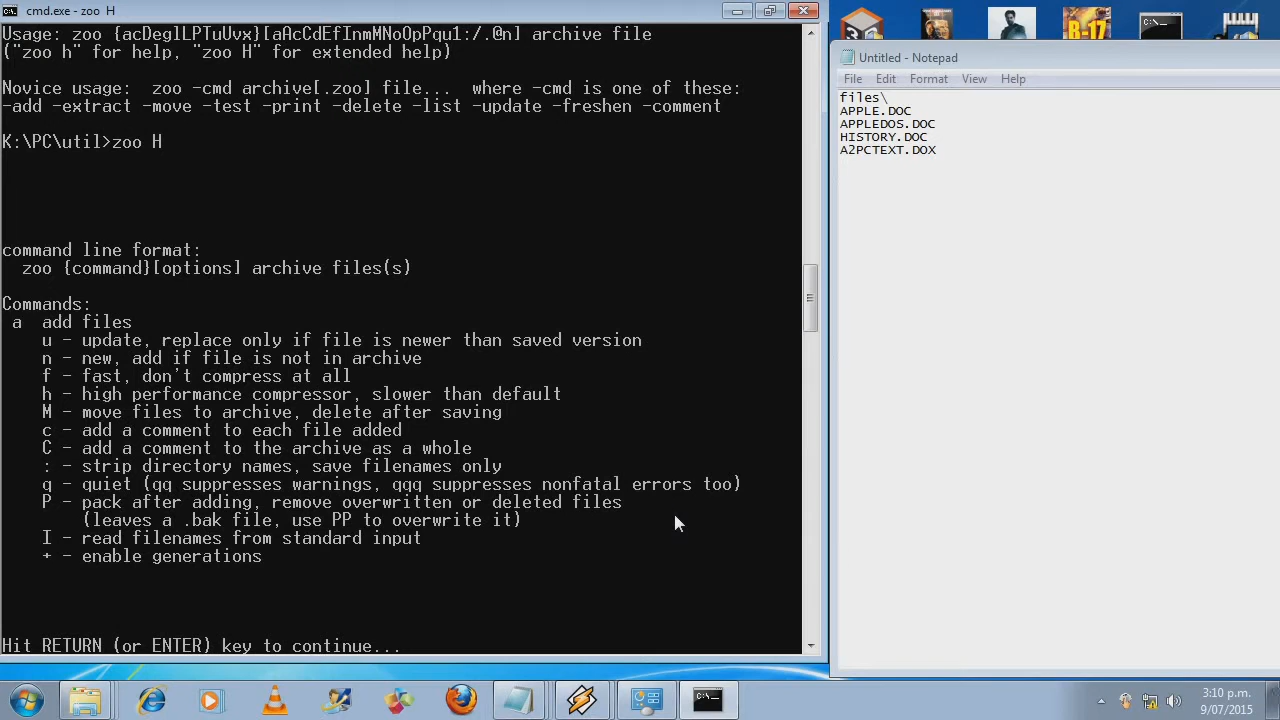 cmd.exe - zoo H
Usage: zoo {acDeglLPTuUvx}[aAcCdEfInmMNoOpPqu1:/.@n] archive file
("zoo h" for help, "zoo H" for extended help)
Novice usage: zoo -cmd archive[.zoo] file... where -cmd is one of these:
-add -extract -move -test -print -delete -list -update -freshen -comment
K:\PC\util>zoo H
command line format:
zoo {command}[options] archive files(s)
Commands:
a add files
u - update, replace only if file is newer than saved version
n - new, add if file is not in archive
f - fast, don't compress at all
h - high performance compressor, slower than default
M - move files to archive, delete after saving
c - add a comment to each file added
C - add a comment to the archive as a whole
: - strip directory names, save filenames only
q - quiet (qq suppresses warnings, qqq suppresses nonfatal errors too)
P - pack after adding, remove overwritten or deleted files
(leaves a .bak file, use PP to overwrite it)
I - read filenames from standard input
+ - enable generations
Hit RETURN (or ENTER) key to continue...
B-17
C:\>_
Untitled - Notepad
File Edit Format View Help
files\
APPLE.DOC
APPLEDOS.DOC
HISTORY.DOC
A2PCTEXT.DOX
3:10 p.m.
9/07/2015